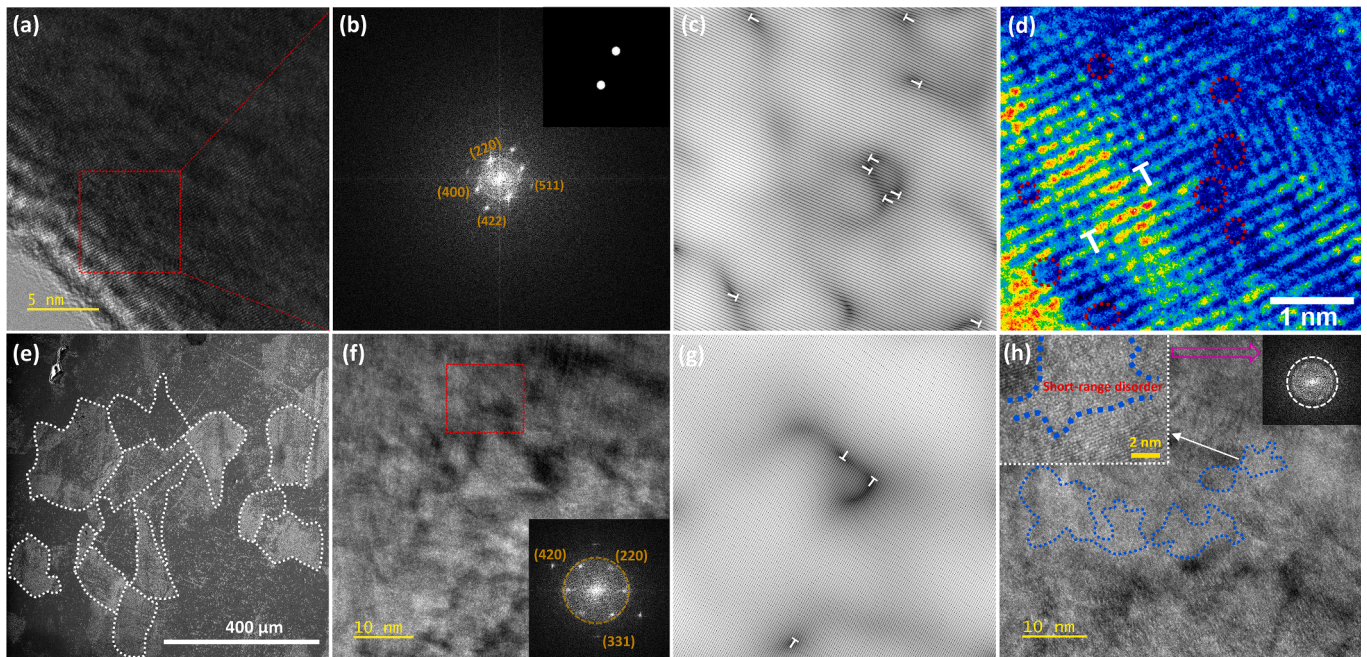 (a)
5 nm
(b)
(220)
(400)
(511)
(422)
(c)
(d)
1 nm
(e)
400 µm
(f)
10 nm
(420)
(220)
(331)
(g)
(h)
Short-range disorder
2 nm
10 nm